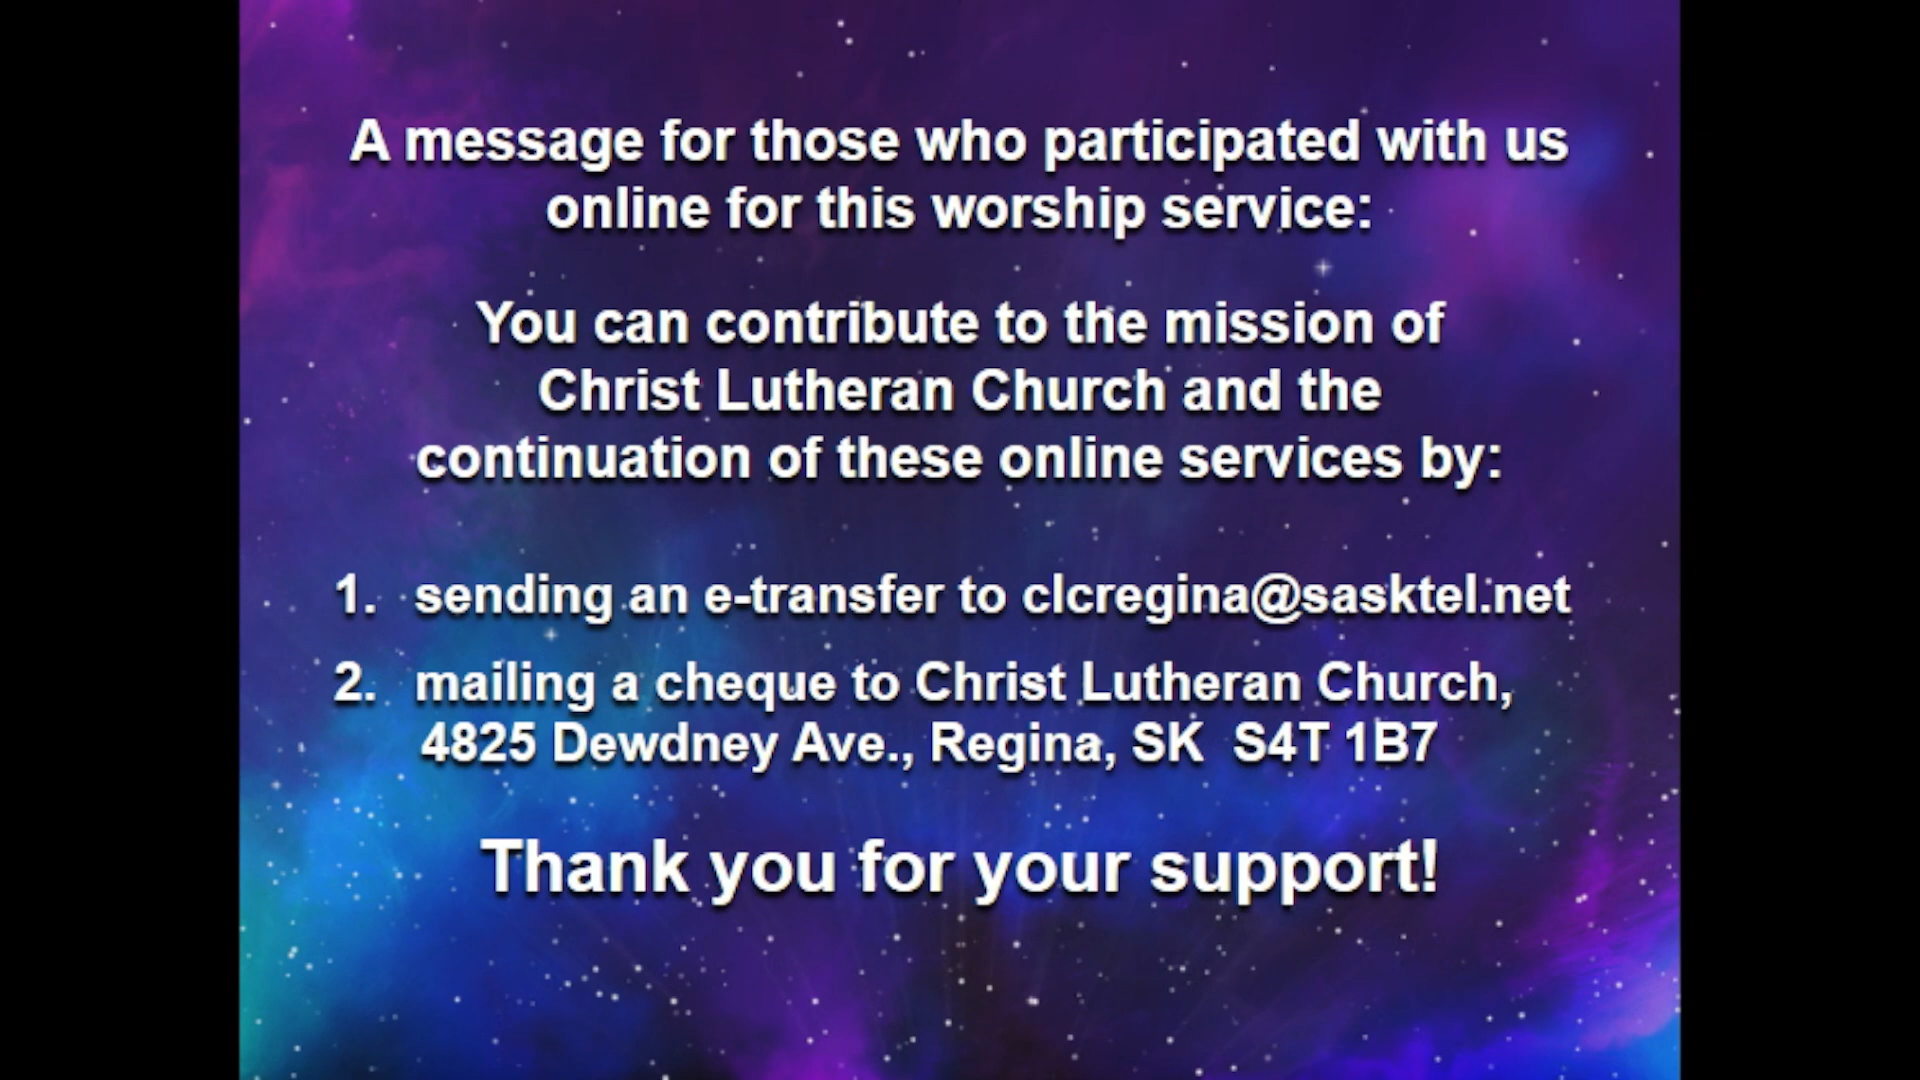 A message for those who participated with us
online for this worship service:
You can contribute to the mission of
Christ Lutheran Church and the
continuation of these online services by:
1. sending an e-transfer to clcregina@sasktel.net
2. mailing a cheque to Christ Lutheran Church,
4825 Dewdney Ave., Regina, SK  S4T 1B7
Thank you for your support!